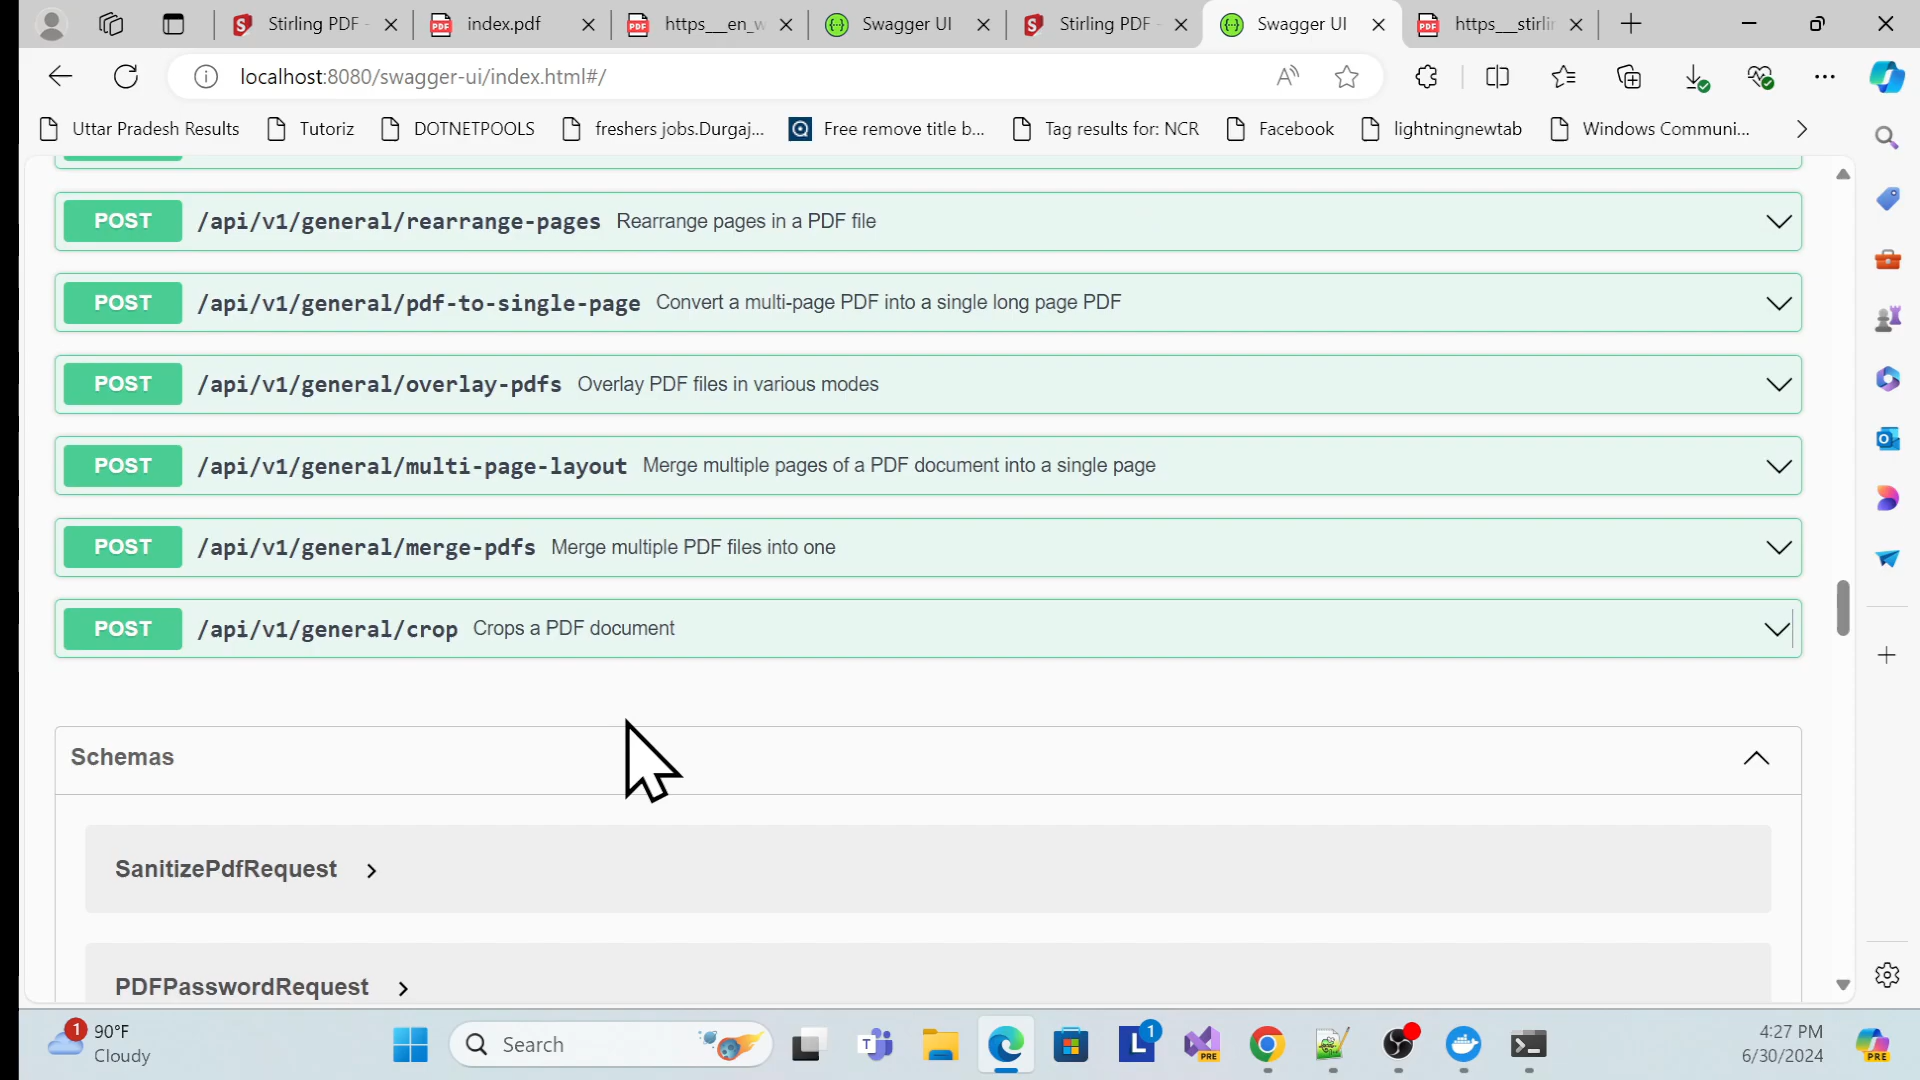 Stirling PDF -
index.pdf
https___en_w
Swagger UI
Stirling PDF -
Swagger UI
https___stirlin
localhost:8080/swagger-ui/index.html#/
Uttar Pradesh Results
Tutoriz
DOTNETPOOLS
freshers jobs.Durgaj...
Free remove title b...
Tag results for: NCR
Facebook
lightningnewtab
Windows Communi...
POST /api/v1/general/rearrange-pages Rearrange pages in a PDF file
POST /api/v1/general/pdf-to-single-page Convert a multi-page PDF into a single long page PDF
POST /api/v1/general/overlay-pdfs Overlay PDF files in various modes
POST /api/v1/general/multi-page-layout Merge multiple pages of a PDF document into a single page
POST /api/v1/general/merge-pdfs Merge multiple PDF files into one
POST /api/v1/general/crop Crops a PDF document
Schemas
SanitizePdfRequest
PDFPasswordRequest
1
90°F
Cloudy
Search
1
4:27 PM
6/30/2024